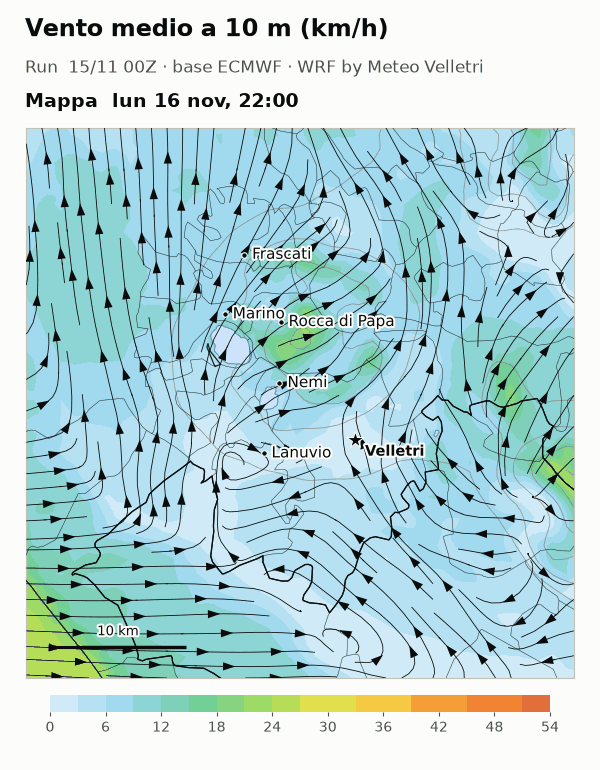 Vento medio a 10 m (km/h)
Run 15/11 00Z · base ECMWF · WRF by Meteo Velletri
Mappa lun 16 nov, 22:00
Frascati
Marino
Rocca di Papa
Nemi
Velletri
Lanuvio
10 km
0 6 12 18 24 30 36 42 48 54